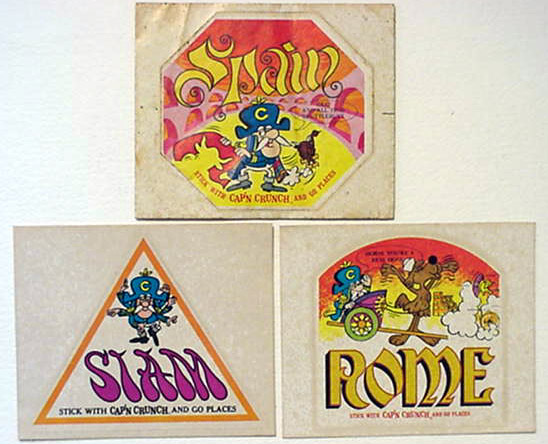 Spain
STICK WITH CAP'N CRUNCH AND GO PLACES
C
SIAM
C
STICK WITH CAP'N CRUNCH AND GO PLACES
C
ROME
STICK WITH CAP'N CRUNCH AND GO PLACES